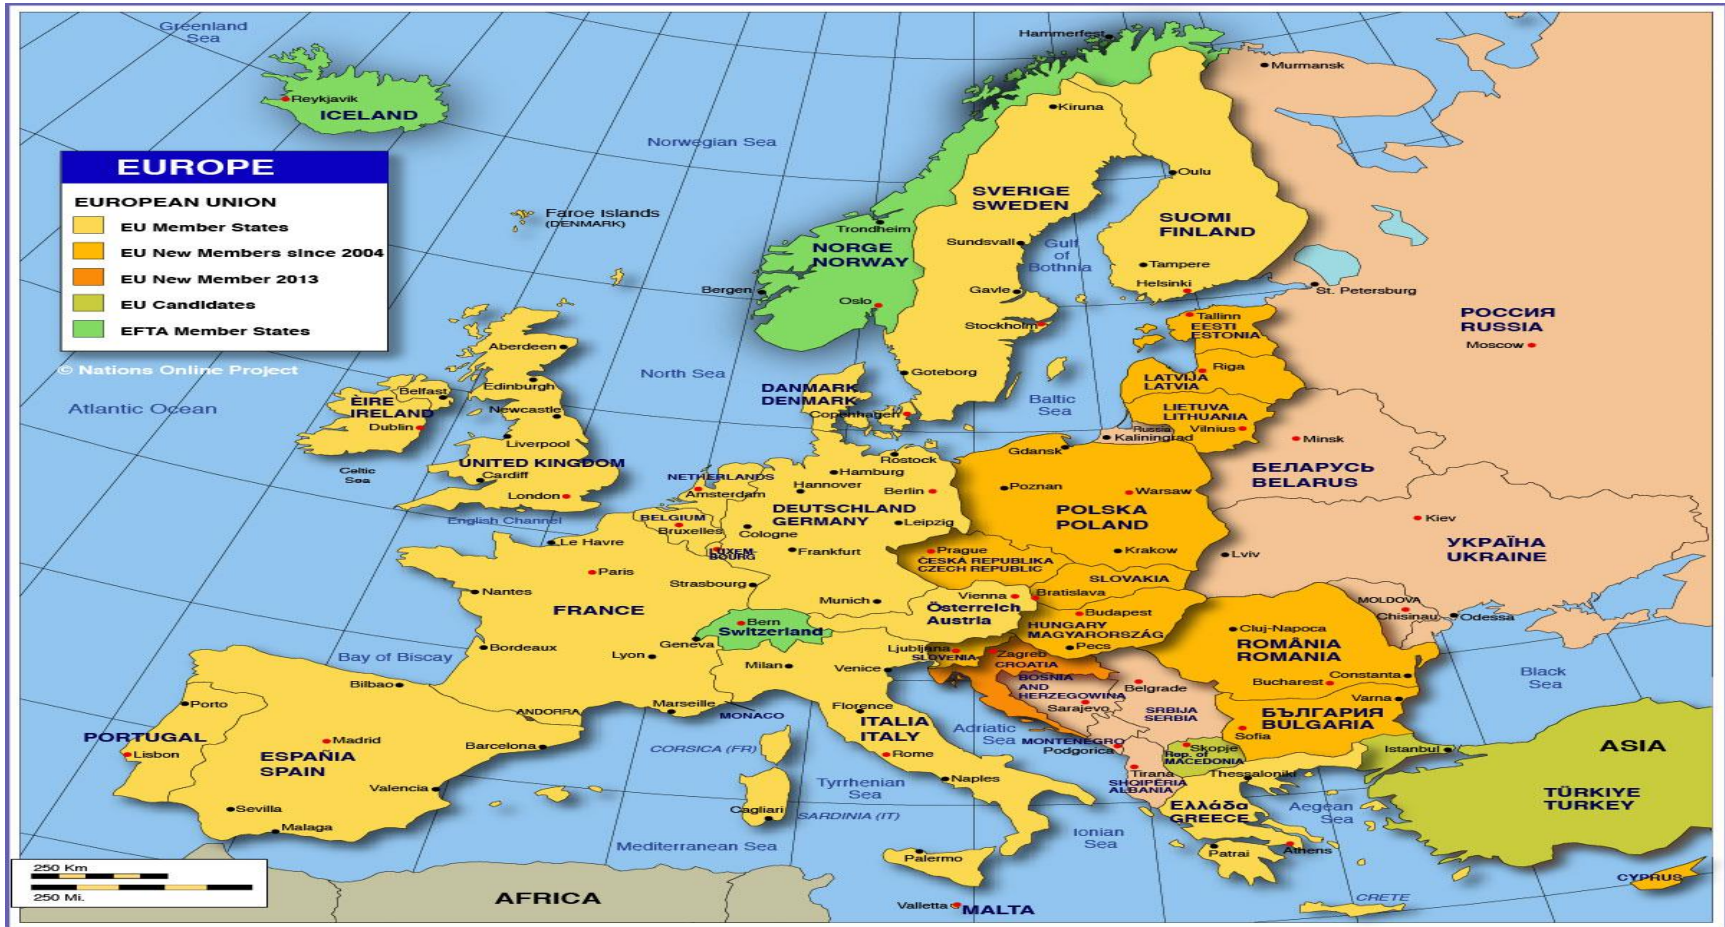 Greenland
Sea
Hammerfest
Murmansk
Reykjavik
ICELAND
Kiruna
Norwegian Sea
EUROPE
EUROPEAN UNION
EU Member States
EU New Members since 2004
EU New Member 2013
EU Candidates
EFTA Member States
© Nations Online Project
Faroe Islands
(DENMARK)
Oulu
SVERIGE
SWEDEN
SUOMI
FINLAND
Trondheim
NORGE
NORWAY
Sundsvall
Gulf
of
Bothnia
Tampere
Helsinki
Bergen
Oslo
Gavle
St. Petersburg
Stockholm
Tallinn
EESTI
ESTONIA
РОССИЯ
RUSSIA
Moscow
Aberdeen
North Sea
Goteborg
Riga
LATVIJA
LATVIA
Edinburgh
Belfast
DANMARK
DENMARK
Copenhagen
Baltic
Sea
LIETUVA
LITHUANIA
Vilnius
Atlantic Ocean
ÈIRE
IRELAND
Dublin
Newcastle
Liverpool
Russia
Kaliningrad
Minsk
Gdansk
Rostock
Hamburg
UNITED KINGDOM
Cardiff
London
Celtic
Sea
NETHERLANDS
Amsterdam
Hannover
Berlin
Poznan
Warsaw
БЕЛАРУСЬ
BELARUS
English Channel
BELGIUM
Bruxelles
DEUTSCHLAND
GERMANY
Leipzig
Cologne
POLSKA
POLAND
Kiev
Le Havre
LUXEM-
BOURG
Frankfurt
Prague
ČESKÁ REPUBLIKA
CZECH REPUBLIC
Krakow
Lviv
УКРАЇНА
UKRAINE
Paris
Strasbourg
SLOVAKIA
Nantes
FRANCE
Munich
Vienna
Österreich
Austria
Bratislava
Budapest
HUNGARY
MAGYARORSZÁG
MOLDOVA
Chisinau
Odessa
Bern
Switzerland
Geneva
Cluj-Napoca
ROMÂNIA
ROMANIA
Bordeaux
Lyon
Milan
Venice
Ljubljana
SLOVENIA
Zagreb
CROATIA
Pecs
Bay of Biscay
Bilbao
BOSNIA
AND
HERZEGOWINA
Sarajevo
Belgrade
SRBIJA
SERBIA
Bucharest
Constanta
Black
Sea
Porto
ANDORRA
Marseille
MONACO
Florence
ITALIA
ITALY
Adriatic
Sea
Varna
БЪЛГАРИЯ
BULGARIA
Sofia
PORTUGAL
Lisbon
Madrid
ESPAÑIA
SPAIN
Barcelona
CORSICA (FR)
Rome
MONTENEGRO
Podgorica
Skopje
Rep. of
MACEDONIA
Istanbul
ASIA
Valencia
Tyrrhenian
Sea
Naples
Tirana
SHQIPËRIA
ALBANIA
Thessaloniki
TÜRKIYE
TURKEY
Sevilla
Malaga
Cagliari
SARDINIA (IT)
Ελλάδα
GREECE
Aegean
Sea
Mediterranean Sea
Palermo
Ionian
Sea
Patrai
Athens
250 Km
250 Mi.
AFRICA
Valletta
MALTA
CRETE
CYPRUS